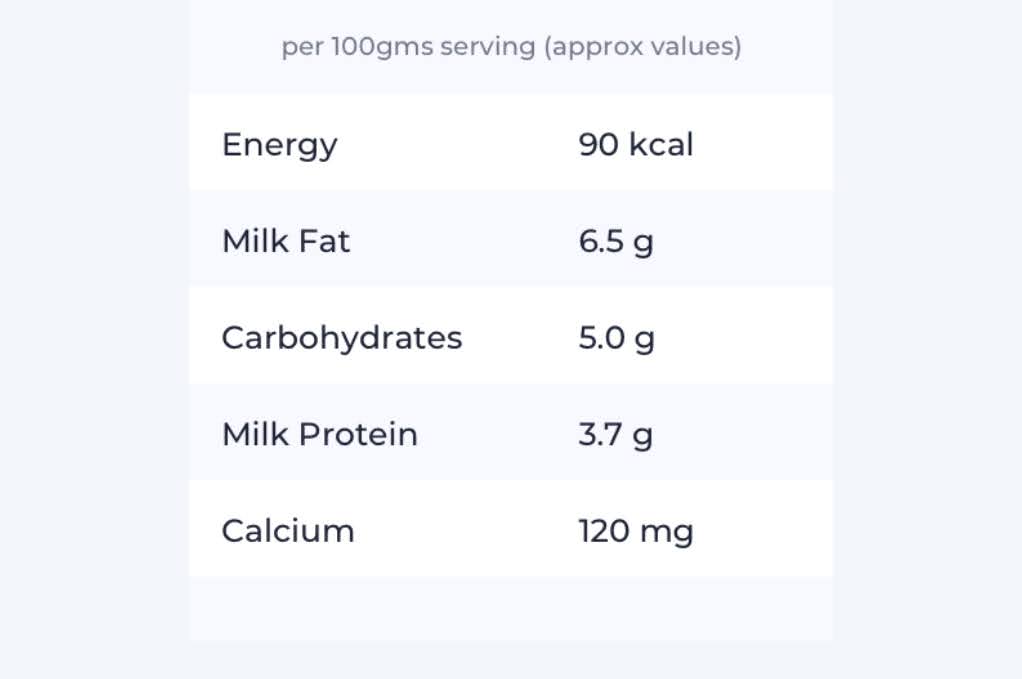 per 100gms serving (approx values)
Energy 90 kcal
Milk Fat 6.5 g
Carbohydrates 5.0 g
Milk Protein 3.7 g
Calcium 120 mg